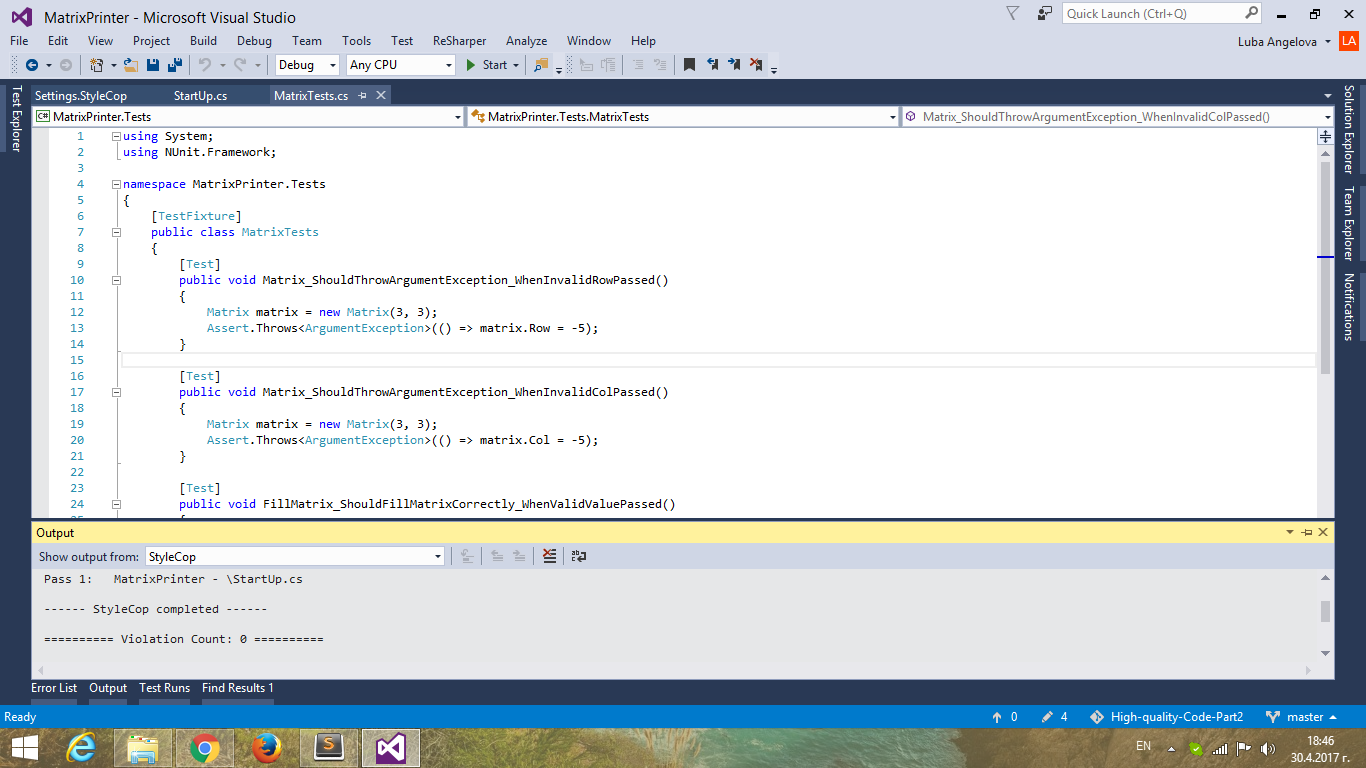 MatrixPrinter - Microsoft Visual Studio
Quick Launch (Ctrl+Q)
File Edit View Project Build Debug Team Tools Test ReSharper Analyze Window Help
Luba Angelova LA
Debug Any CPU Start
Test Explorer
Settings.StyleCop StartUp.cs MatrixTests.cs
C# MatrixPrinter.Tests MatrixPrinter.Tests.MatrixTests Matrix_ShouldThrowArgumentException_WhenInvalidColPassed()
1 using System;
2 using NUnit.Framework;
3
4 namespace MatrixPrinter.Tests
5 {
6 [TestFixture]
7 public class MatrixTests
8 {
9 [Test]
10 public void Matrix_ShouldThrowArgumentException_WhenInvalidRowPassed()
11 {
12 Matrix matrix = new Matrix(3, 3);
13 Assert.Throws<ArgumentException>(() => matrix.Row = -5);
14 }
15
16 [Test]
17 public void Matrix_ShouldThrowArgumentException_WhenInvalidColPassed()
18 {
19 Matrix matrix = new Matrix(3, 3);
20 Assert.Throws<ArgumentException>(() => matrix.Col = -5);
21 }
22
23 [Test]
24 public void FillMatrix_ShouldFillMatrixCorrectly_WhenValidValuePassed()
Solution Explorer
Team Explorer
Notifications
Output
Show output from: StyleCop
Pass 1: MatrixPrinter - \StartUp.cs
------ StyleCop completed ------
========== Violation Count: 0 ==========
Error List Output Test Runs Find Results 1
Ready 0 4 High-quality-Code-Part2 master
EN 18:46
30.4.2017 г.